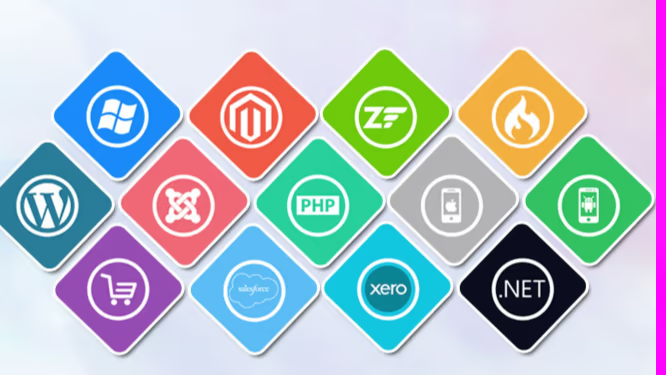 ZF
W
PHP
salesforce
xero
.NET